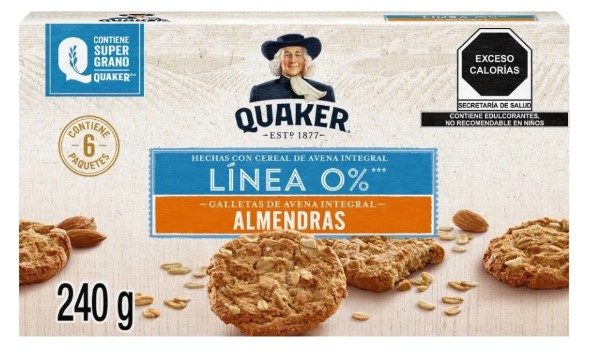 CONTIENE
SUPER
GRANO
QUAKER
QUAKER
ESTD 1877
CONTIENE
6
PAQUETES
EXCESO
CALORÍAS
SECRETARÍA DE SALUD
CONTIENE EDULCORANTES,
NO RECOMENDABLE EN NIÑOS
HECHAS CON CEREAL DE AVENA INTEGRAL
LÍNEA 0%***
GALLETAS DE AVENA INTEGRAL
ALMENDRAS
240 g